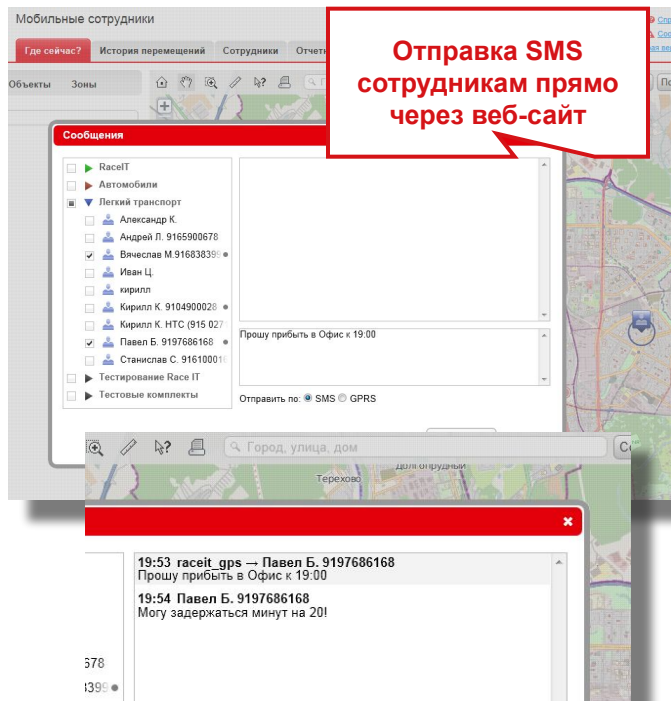 Мобильные сотрудники
Где сейчас?
История перемещений
Сотрудники
Объекты
Зоны
Отправка SMS
сотрудникам прямо
через веб-сайт
Сообщения
RaceIT
Автомобили
Легкий транспорт
Александр К.
Андрей Л. 9165900678
Вячеслав М.916838399
Иван Ц.
кирилл
Кирилл К. 9104900028
Кирилл К. HTC (915 027
Павел Б. 9197686168
Станислав С. 91610001
Тестирование Race IT
Тестовые комплекты
Прошу прибыть в Офис к 19:00
Отправить по: SMS GPRS
Город, улица, дом
Долгопрудный
Терехово
19:53 raceit_gps → Павел Б. 9197686168
Прошу прибыть в Офис к 19:00
19:54 Павел Б. 9197686168
Могу задержаться минут на 20!
678
8399